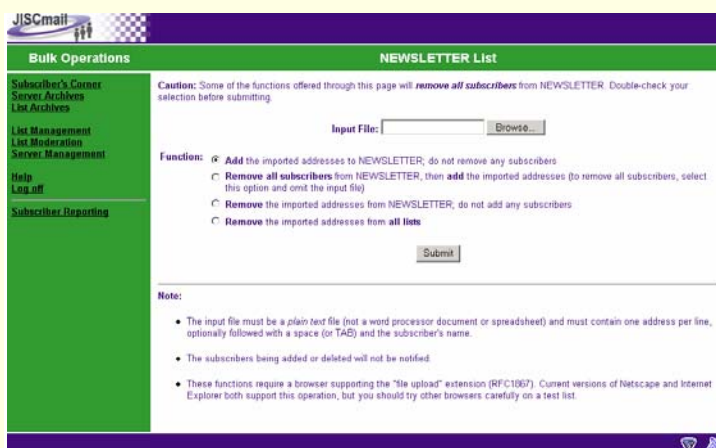 JISCmail
Bulk Operations
NEWSLETTER List
Subscriber's Corner
Server Archives
List Archives
List Management
List Moderation
Server Management
Help
Log off
Subscriber Reporting
Caution: Some of the functions offered through this page will remove all subscribers from NEWSLETTER. Double-check your
selection before submitting.
Input File:
Browse...
Function:
Add the imported addresses to NEWSLETTER; do not remove any subscribers
Remove all subscribers from NEWSLETTER, then add the imported addresses (to remove all subscribers, select
this option and omit the input file)
Remove the imported addresses from NEWSLETTER; do not add any subscribers
Remove the imported addresses from all lists
Submit
Note:
The input file must be a plain text file (not a word processor document or spreadsheet) and must contain one address per line,
optionally followed with a space (or TAB) and the subscriber's name.
The subscribers being added or deleted will not be notified.
These functions require a browser supporting the "file upload" extension (RFC1867). Current versions of Netscape and Internet
Explorer both support this operation, but you should try other browsers carefully on a test list.